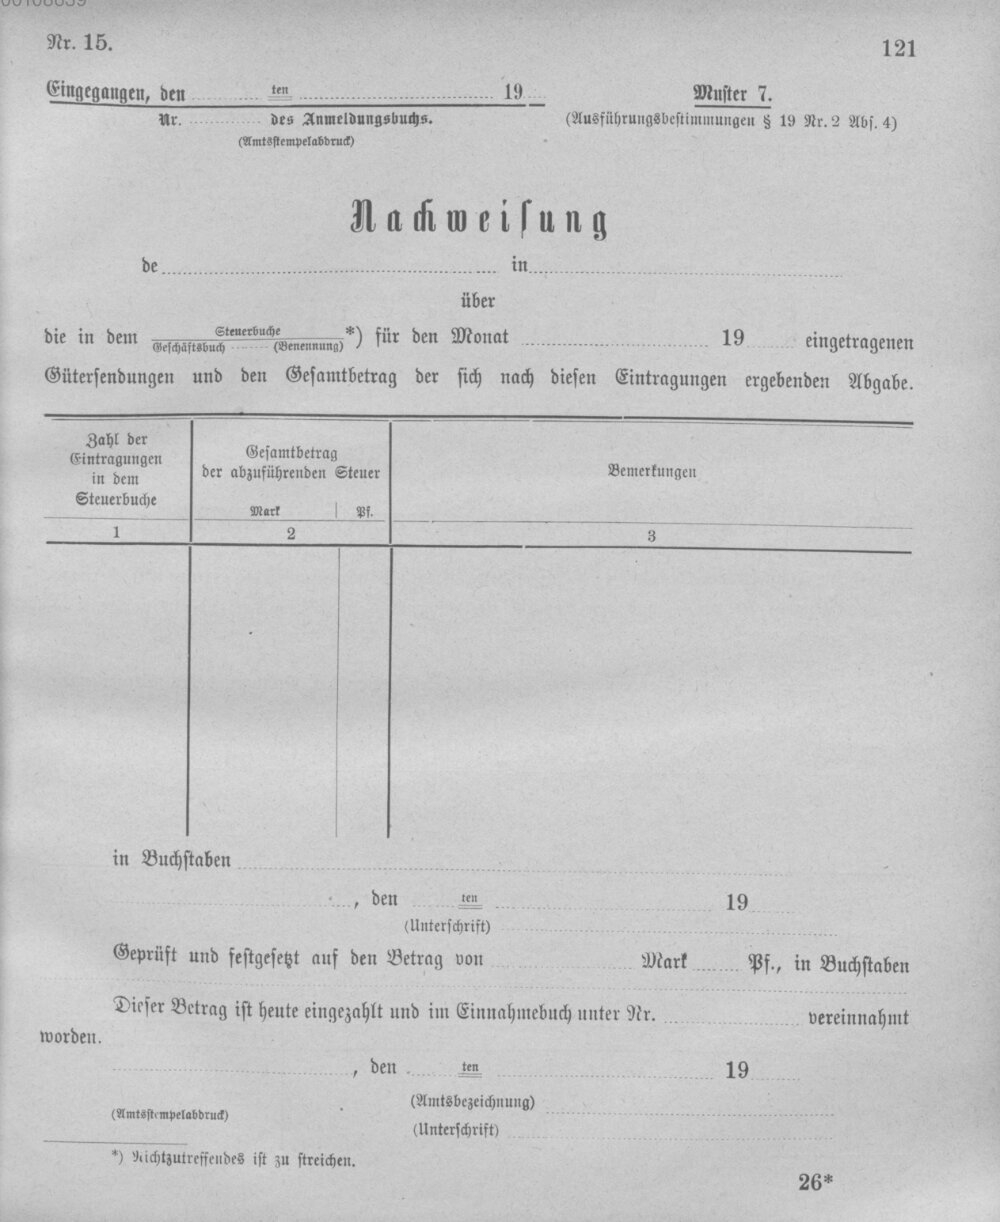 00108839
Nr. 15.
121
Eingegangen, den ........ ten ........ 19....
Muster 7.
Nr. ........ des Anmeldungsbuchs.
(Ausführungsbestimmungen § 19 Nr. 2 Abs. 4)
(Amtsstempelabdruck)
Nachweisung
de ........ in ........
über
die in dem Steuerbuche / Geschäftsbuch ........ (Benennung) *) für den Monat ........ 19.... eingetragenen
Gütersendungen und den Gesamtbetrag der sich nach diesen Eintragungen ergebenden Abgabe.
Zahl der
Eintragungen
in dem
Steuerbuche
Gesamtbetrag
der abzuführenden Steuer
Mark | Pf.
Bemerkungen
1 2 3
in Buchstaben ........
........, den ........ ten ........ 19....
(Unterschrift) ........
Geprüft und festgesetzt auf den Betrag von ........ Mark ........ Pf., in Buchstaben
........
Dieser Betrag ist heute eingezahlt und im Einnahmebuch unter Nr. ........ vereinnahmt
worden.
........, den ........ ten ........ 19....
(Amtsbezeichnung) ........
(Amtsstempelabdruck)
(Unterschrift) ........
*) Nichtzutreffendes ist zu streichen.
26*